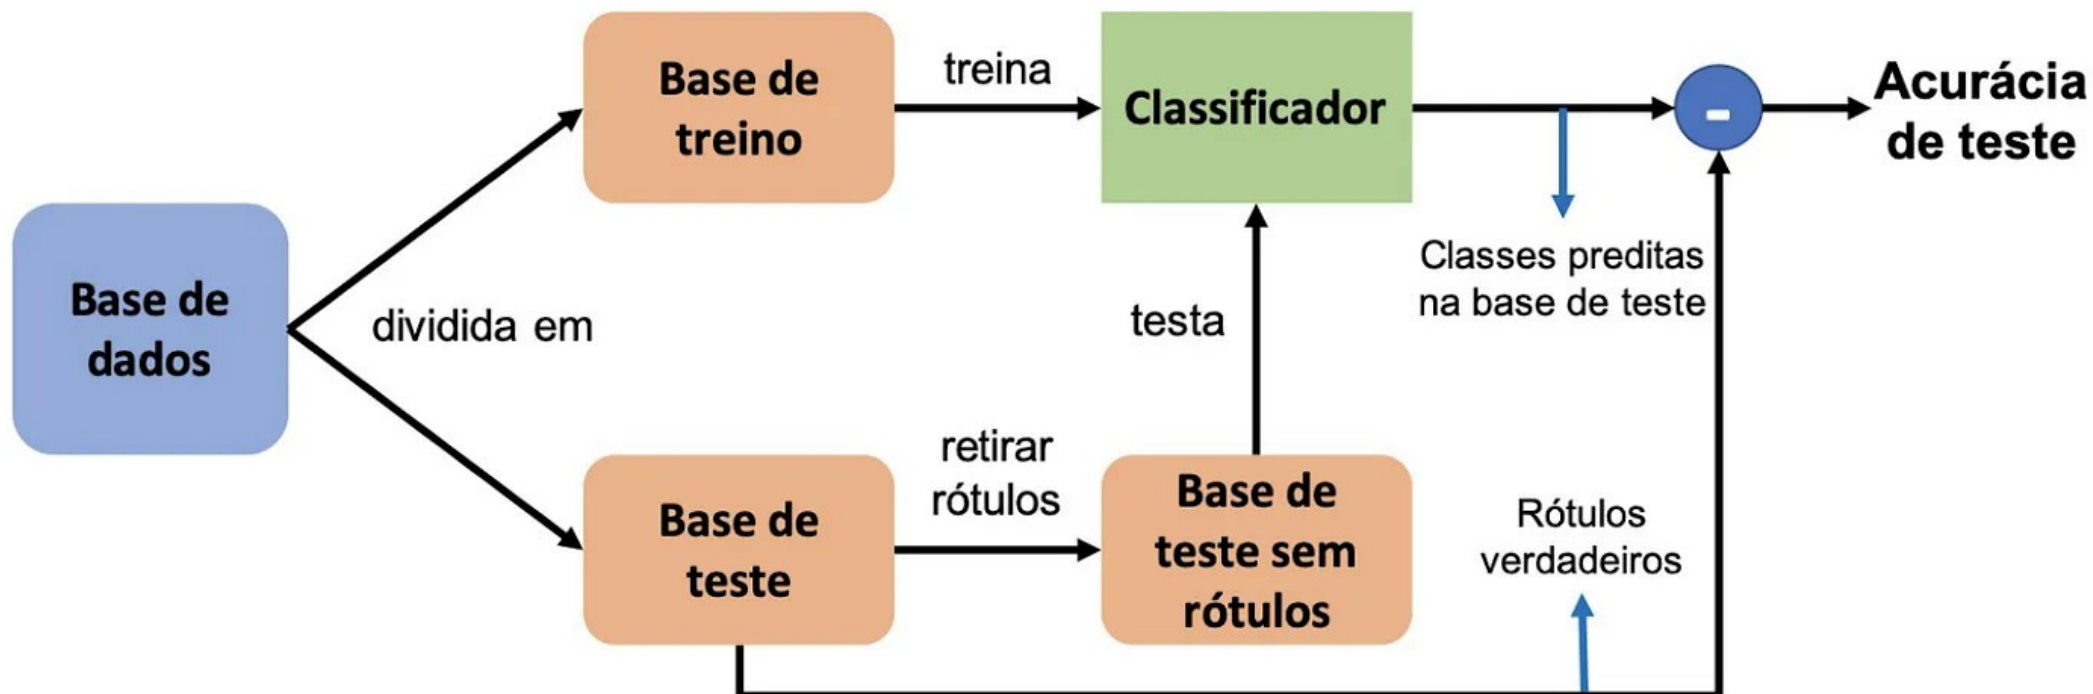 Base de
treino
treina
Classificador
-
Acurácia
de teste
Base de
dados
dividida em
Classes preditas
na base de teste
testa
Base de
teste
retirar
rótulos
Base de
teste sem
rótulos
Rótulos
verdadeiros